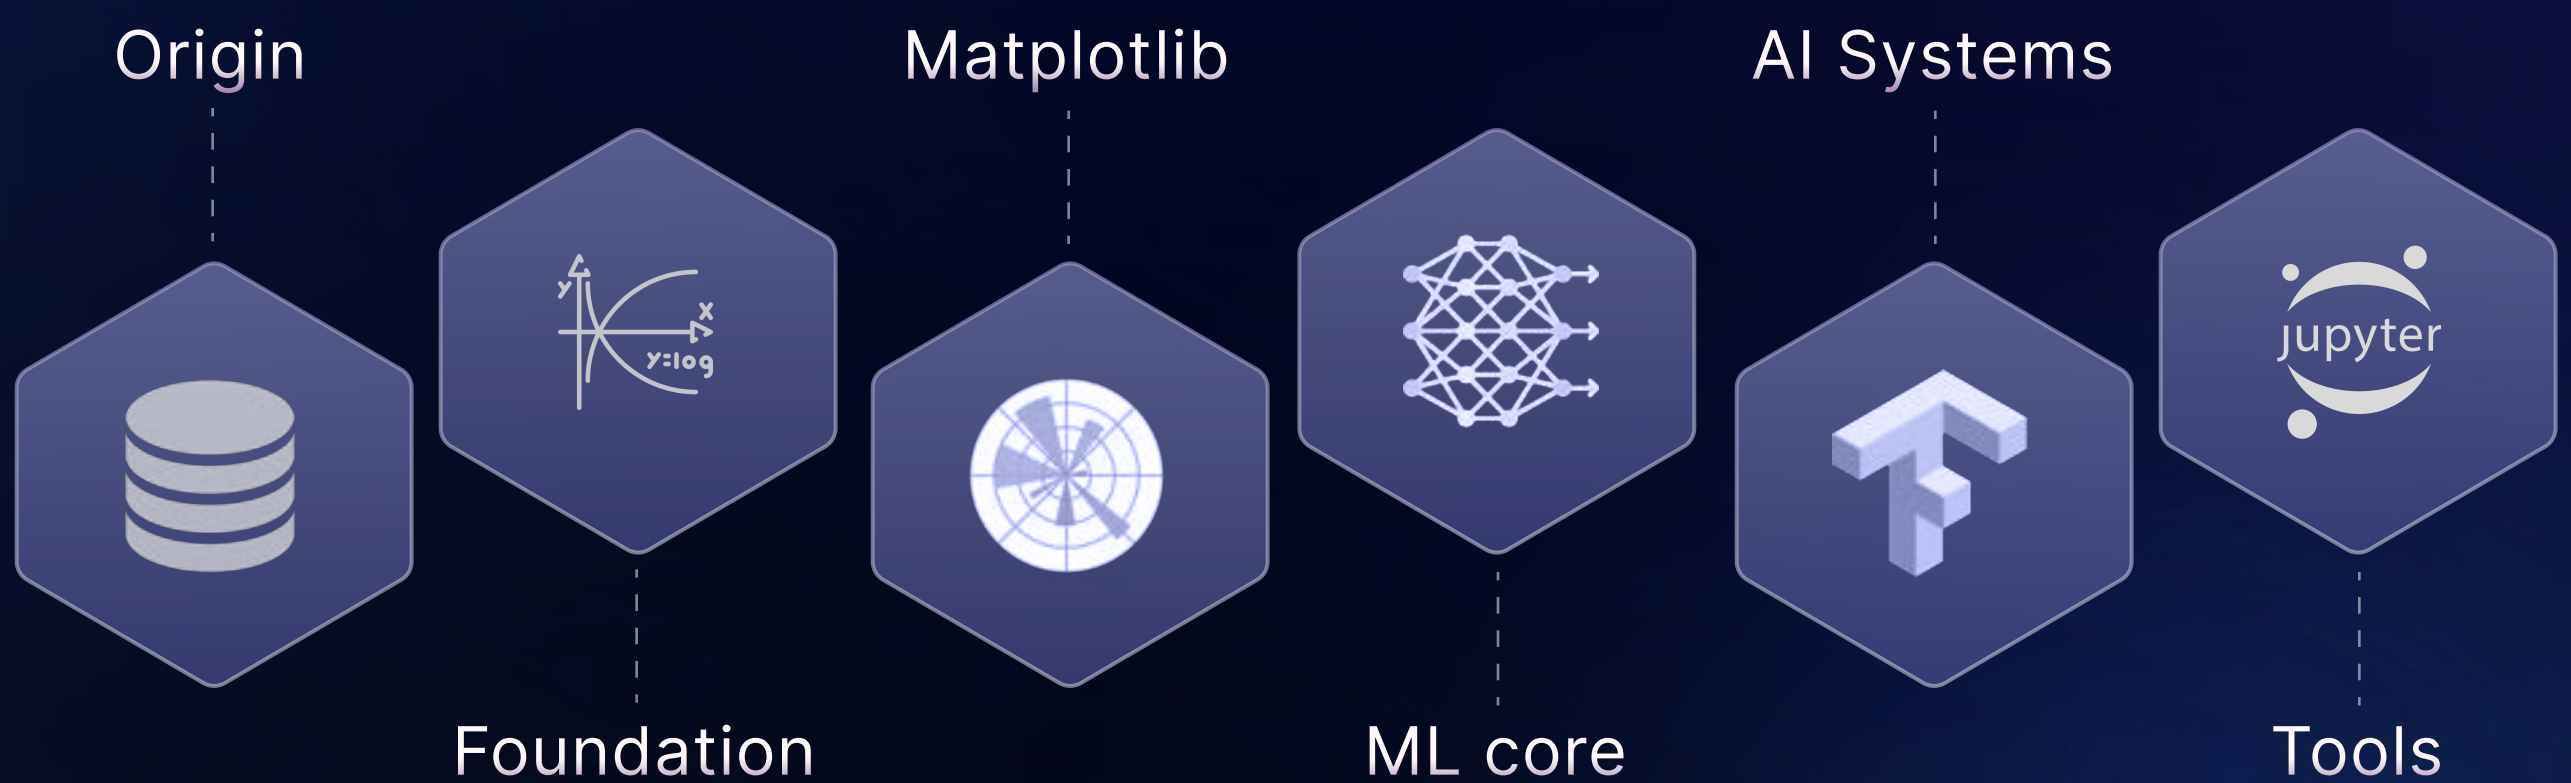 Origin
Matplotlib
AI Systems
y
x
y=log
jupyter
Foundation
ML core
Tools